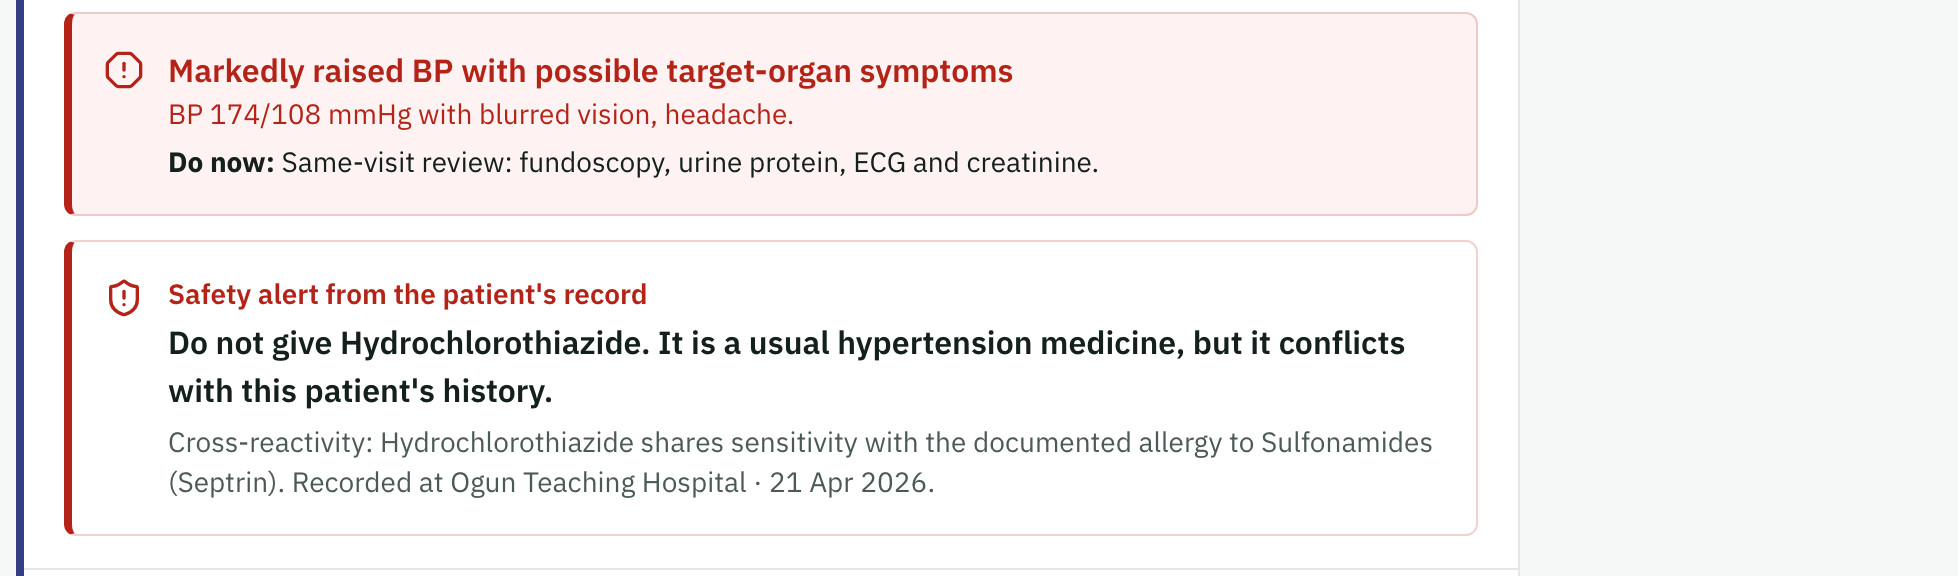 Markedly raised BP with possible target-organ symptoms
BP 174/108 mmHg with blurred vision, headache.
Do now: Same-visit review: fundoscopy, urine protein, ECG and creatinine.
Safety alert from the patient's record
Do not give Hydrochlorothiazide. It is a usual hypertension medicine, but it conflicts
with this patient's history.
Cross-reactivity: Hydrochlorothiazide shares sensitivity with the documented allergy to Sulfonamides
(Septrin). Recorded at Ogun Teaching Hospital · 21 Apr 2026.